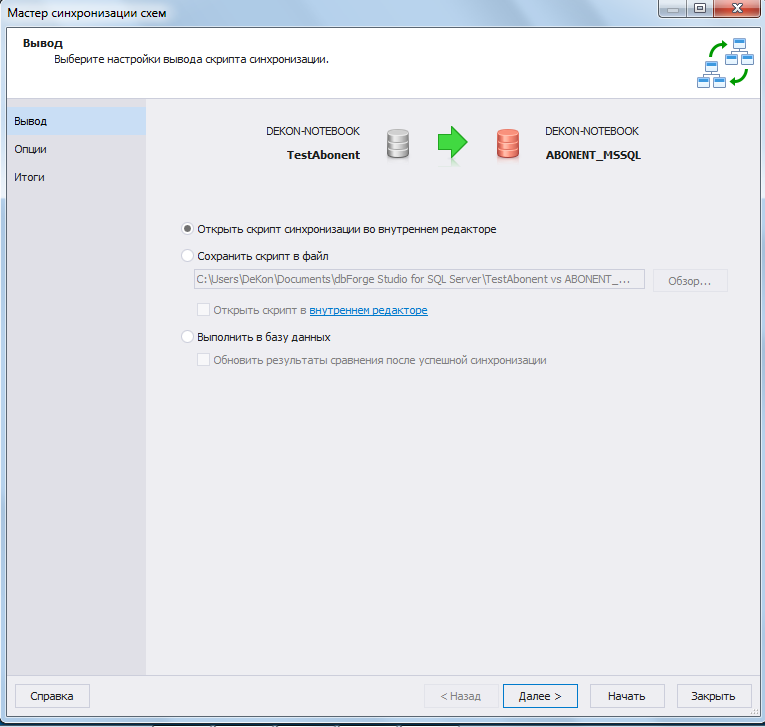 Мастер синхронизации схем
Вывод
Выберите настройки вывода скрипта синхронизации.
Вывод
Опции
Итоги
DEKON-NOTEBOOK
TestAbonent
DEKON-NOTEBOOK
ABONENT_MSSQL
Открыть скрипт синхронизации во внутреннем редакторе
Сохранить скрипт в файл
C:\Users\DeKon\Documents\dbForge Studio for SQL Server\TestAbonent vs ABONENT_...
Обзор...
Открыть скрипт в внутреннем редакторе
Выполнить в базу данных
Обновить результаты сравнения после успешной синхронизации
Справка
< Назад
Далее >
Начать
Закрыть